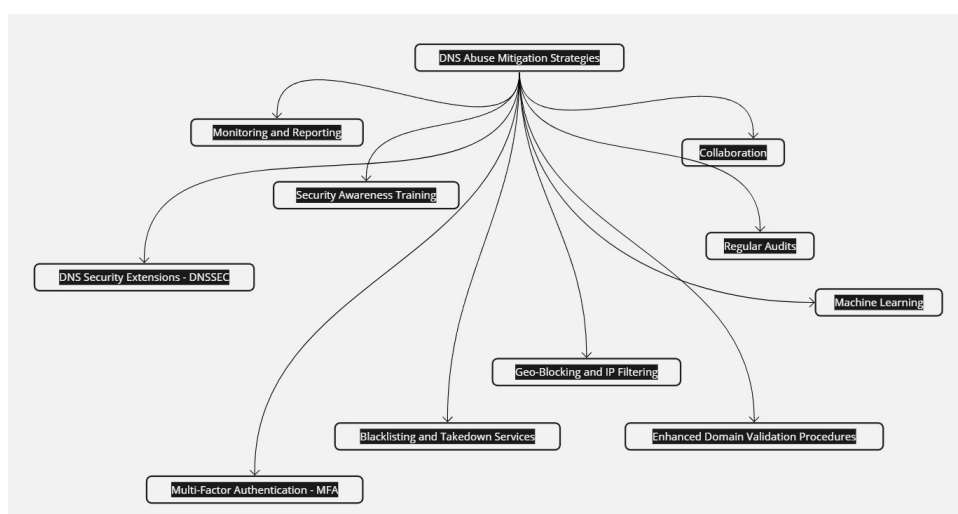 DNS Abuse Mitigation Strategies
Monitoring and Reporting
Collaboration
Security Awareness Training
Regular Audits
DNS Security Extensions - DNSSEC
Machine Learning
Geo-Blocking and IP Filtering
Blacklisting and Takedown Services
Enhanced Domain Validation Procedures
Multi-Factor Authentication - MFA